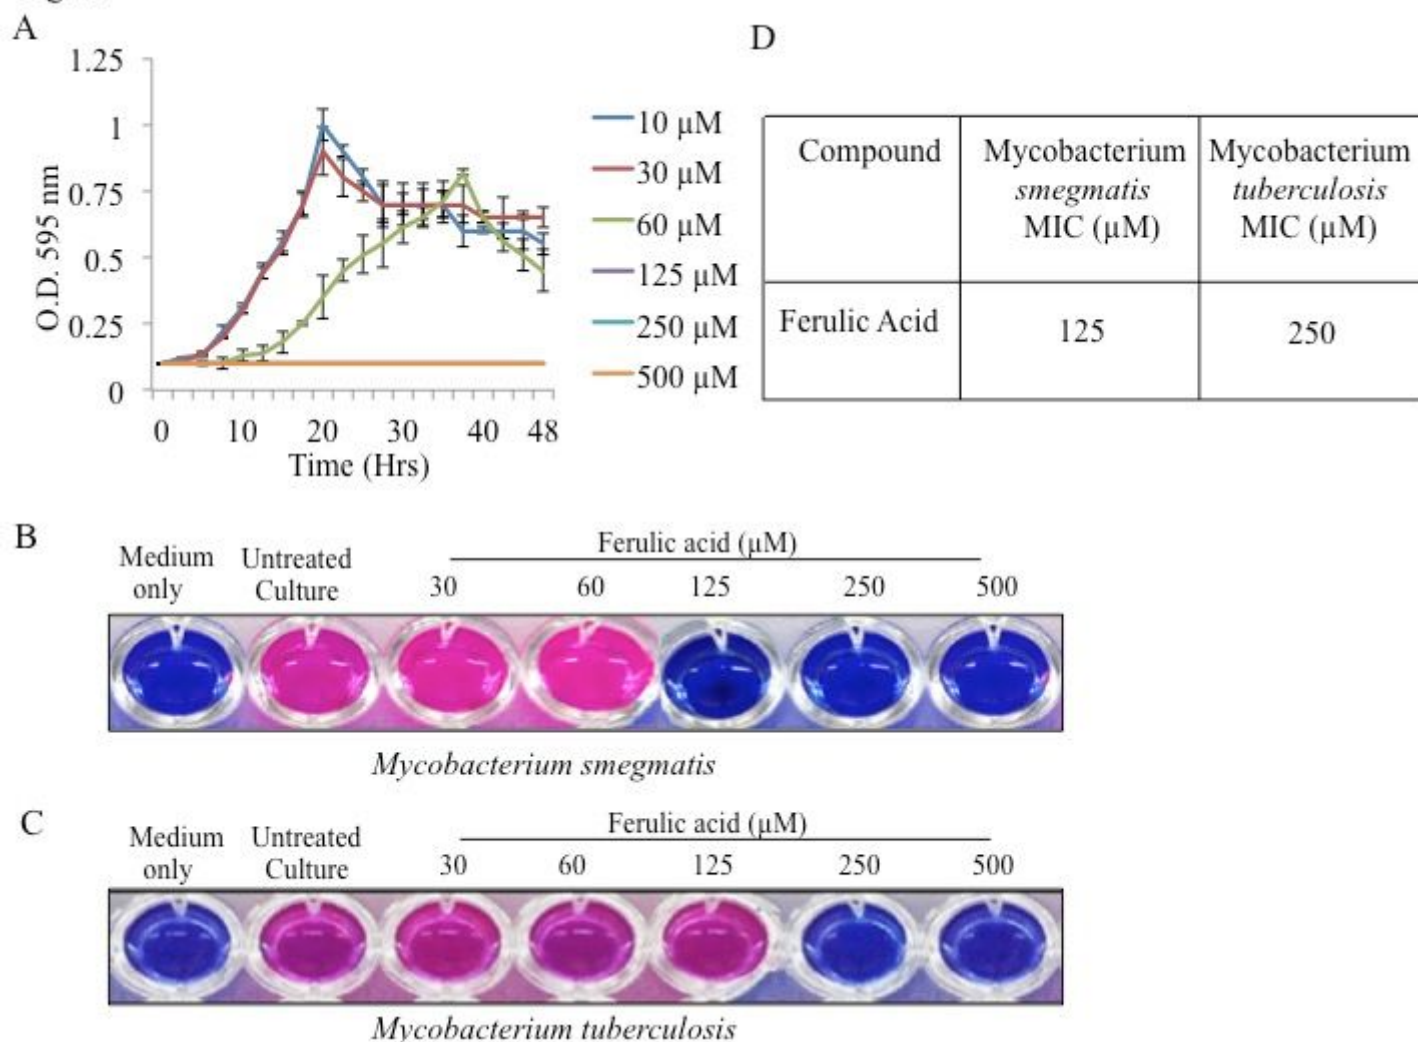 A
1.25
1
0.75
0.5
0.25
0
O.D. 595 nm
0 10 20 30 40 48
Time (Hrs)
10 µM
30 µM
60 µM
125 µM
250 µM
500 µM
D
Compound
Mycobacterium
smegmatis
MIC (µM)
Mycobacterium
tuberculosis
MIC (µM)
Ferulic Acid 125 250
B
Medium
only
Untreated
Culture
Ferulic acid (µM)
30 60 125 250 500
Mycobacterium smegmatis
C
Medium
only
Untreated
Culture
Ferulic acid (µM)
30 60 125 250 500
Mycobacterium tuberculosis